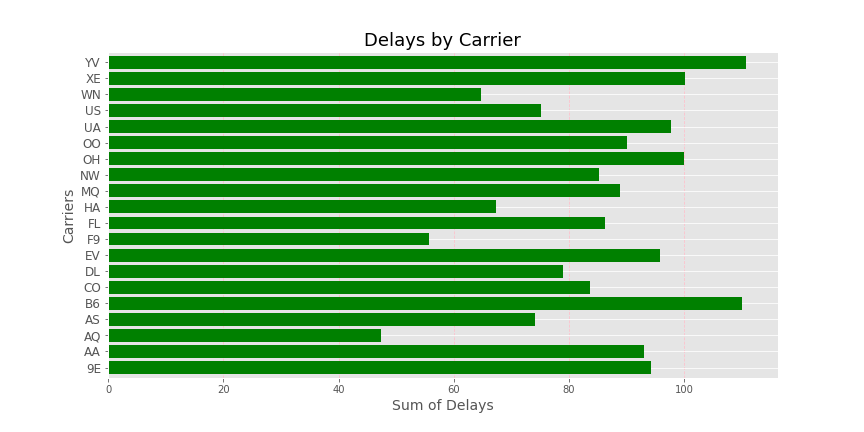 Delays by Carrier
YV
XE
WN
US
UA
OO
OH
NW
MQ
HA
FL
F9
EV
DL
CO
B6
AS
AQ
AA
9E
Carriers
0 20 40 60 80 100
Sum of Delays